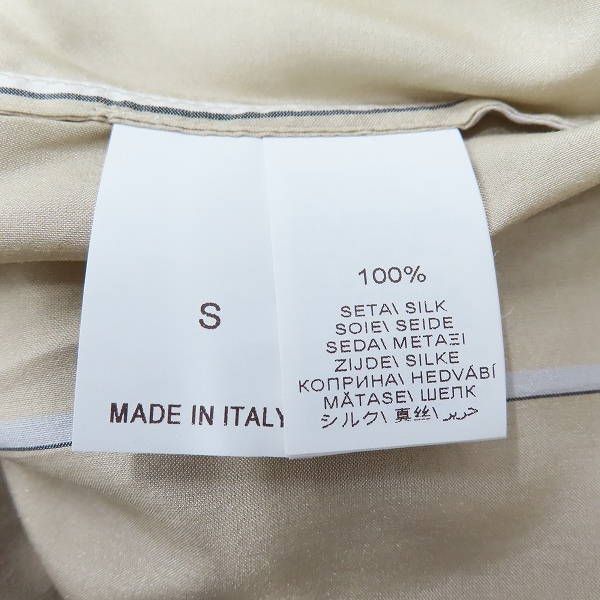 S
MADE IN ITALY
100%
SETA\ SILK
SOIE\ SEIDE
SEDA\ ΜΕΤΑΞΙ
ZIJDE\ SILKE
КОПРИНА\ HEDVÁBÍ
MĂTASE\ ШЕЛК
シルク\ 真丝\ حرير